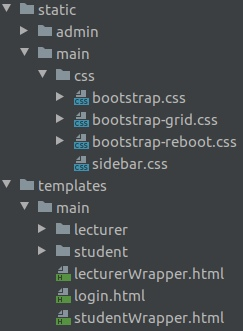 static
admin
main
css
bootstrap.css
bootstrap-grid.css
bootstrap-reboot.css
sidebar.css
templates
main
lecturer
student
lecturerWrapper.html
login.html
studentWrapper.html